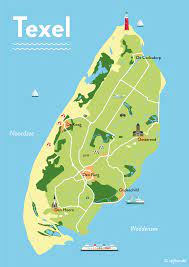 Texel
De Cocksdorp
Noordzee
De Koog
Oosterend
Den Burg
Oudeschild
Den Hoorn
Waddenzee